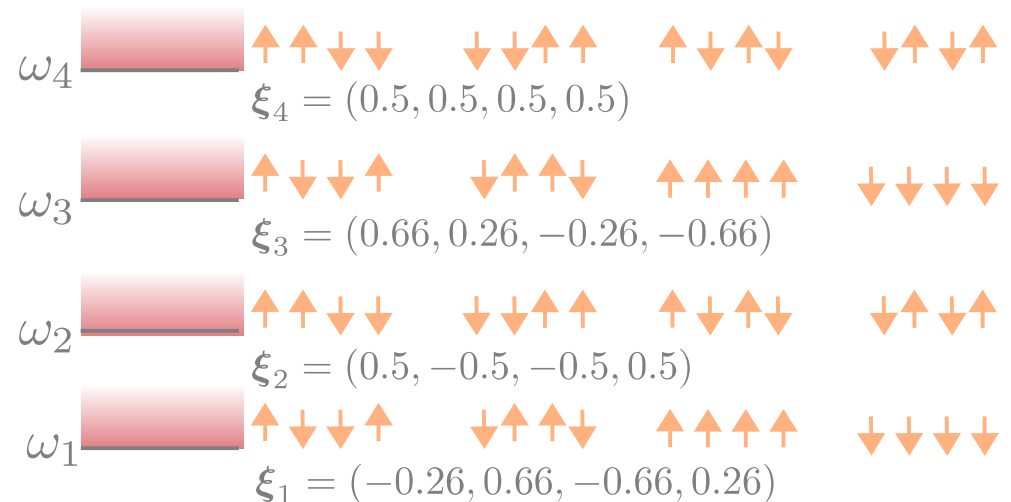 ω₄
ξ₄ = (0.5, 0.5, 0.5, 0.5)
ω₃
ξ₃ = (0.66, 0.26, −0.26, −0.66)
ω₂
ξ₂ = (0.5, −0.5, −0.5, 0.5)
ω₁
ξ₁ = (−0.26, 0.66, −0.66, 0.26)